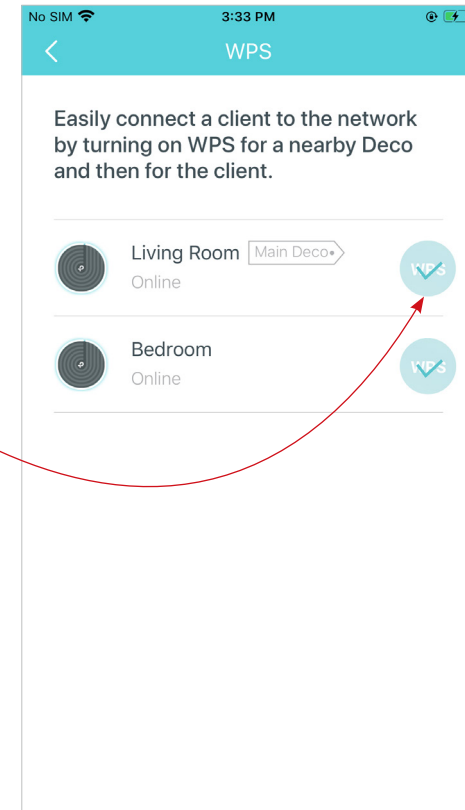 No SIM 3:33 PM
WPS
Easily connect a client to the network
by turning on WPS for a nearby Deco
and then for the client.
Living Room Main Deco
Online
WPS
Bedroom
Online
WPS